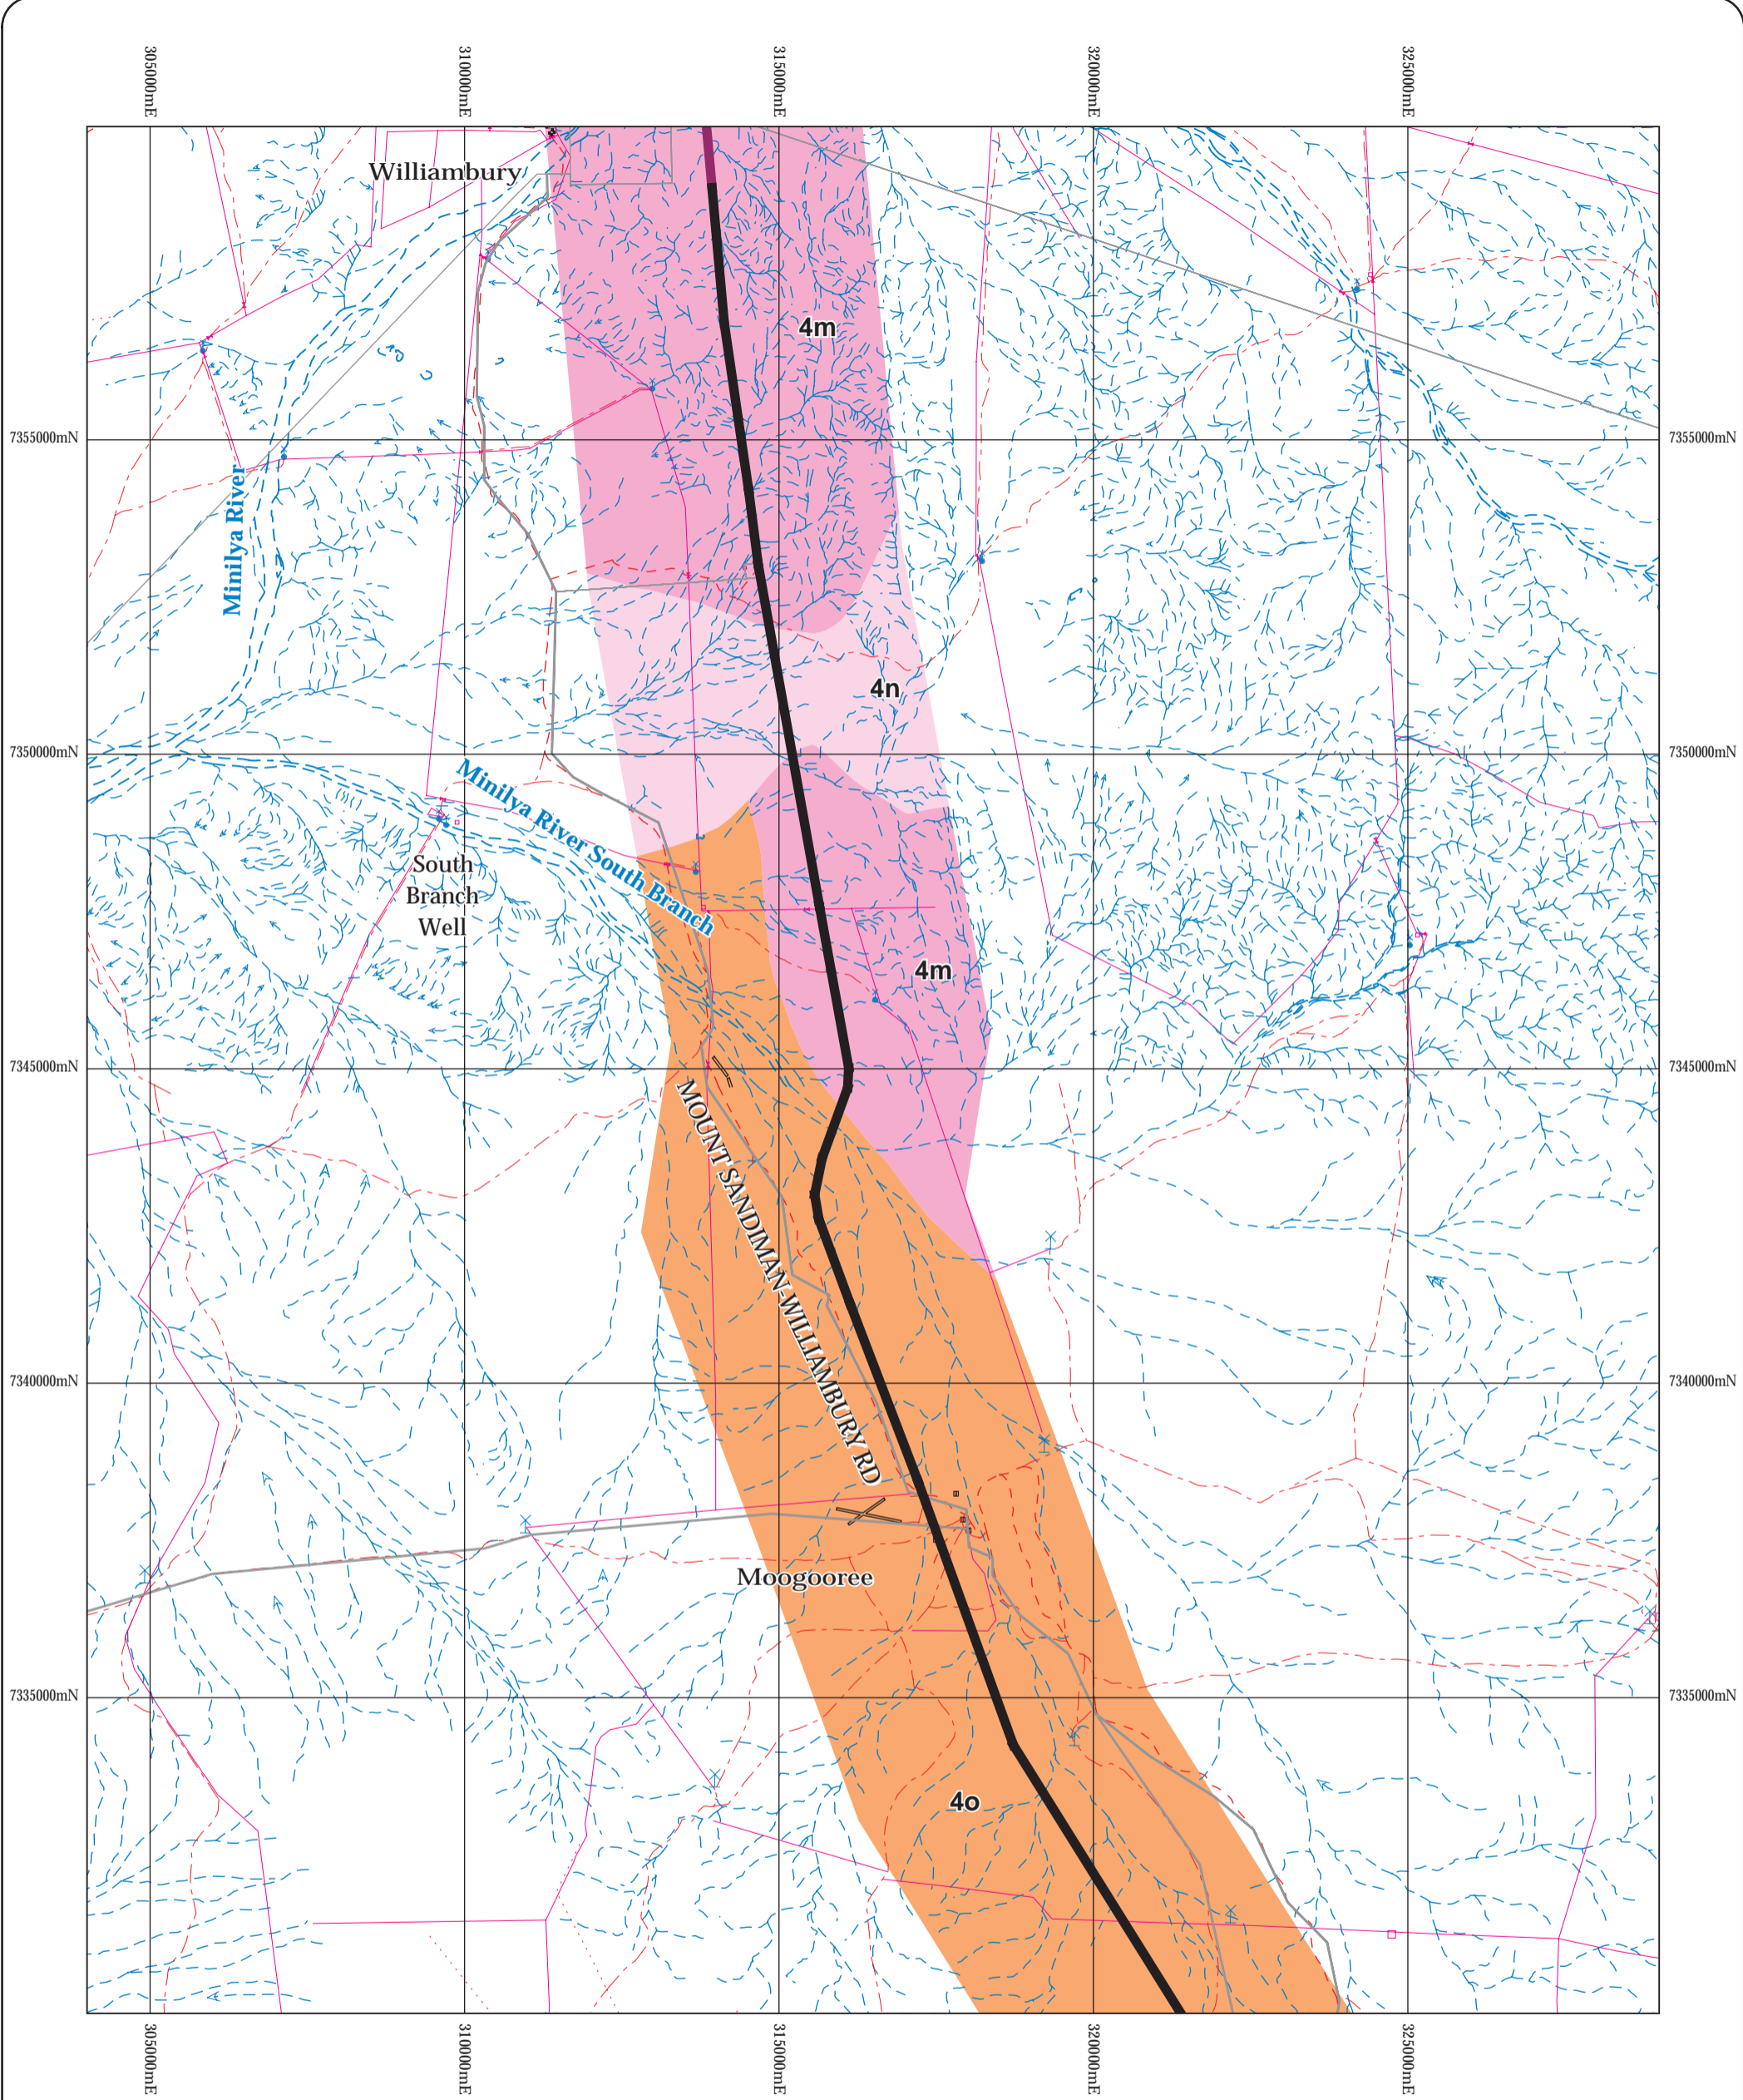 305000mE
310000mE
315000mE
320000mE
325000mE
Williambury
4m
7355000mN
7355000mN
Minilya River
4n
7350000mN
7350000mN
Minilya River South Branch
South
Branch
Well
4m
7345000mN
7345000mN
MOUNT SANDIMAN-WILLIAMBURY RD
7340000mN
7340000mN
Moogooree
7335000mN
7335000mN
4o
305000mE
310000mE
315000mE
320000mE
325000mE